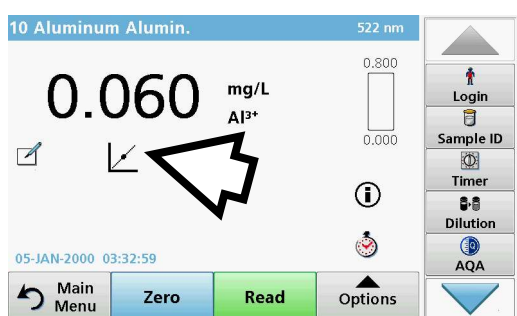 10 Aluminum Alumin.
522 nm
0.060
mg/L
Al³⁺
0.800
0.000
05-JAN-2000 03:32:59
Main
Menu
Zero
Read
Options
Login
Sample ID
Timer
Dilution
AQA